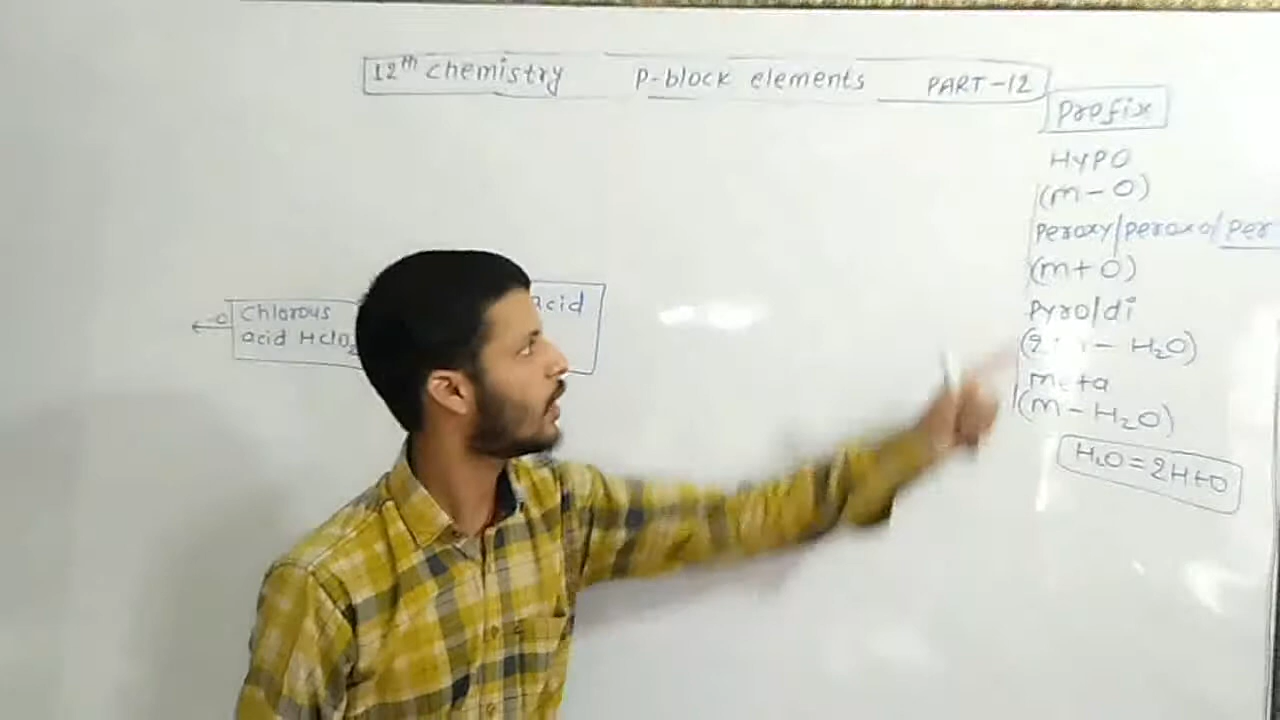 12th chemistry P-block elements PART-12
Prefix
HYPO
(m-O)
Peroxy/peroxo/Per
(m+O)
Pyro/di
- H₂O)
meta
(m-H₂O)
H₂O=2H+O
-O Chlorous
acid HClO₂
acid